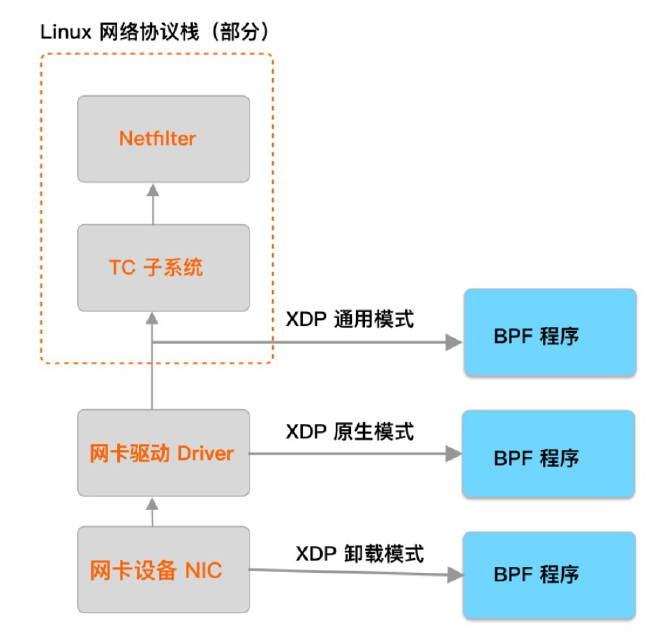 Linux 网络协议栈（部分）
Netfilter
TC 子系统
XDP 通用模式
BPF 程序
网卡驱动 Driver
XDP 原生模式
BPF 程序
网卡设备 NIC
XDP 卸载模式
BPF 程序